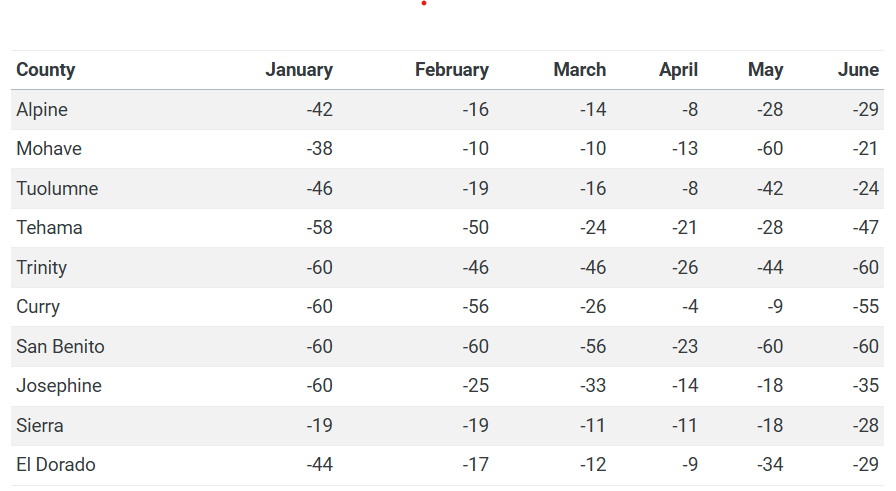 County January February March April May June
Alpine -42 -16 -14 -8 -28 -29
Mohave -38 -10 -10 -13 -60 -21
Tuolumne -46 -19 -16 -8 -42 -24
Tehama -58 -50 -24 -21 -28 -47
Trinity -60 -46 -46 -26 -44 -60
Curry -60 -56 -26 -4 -9 -55
San Benito -60 -60 -56 -23 -60 -60
Josephine -60 -25 -33 -14 -18 -35
Sierra -19 -19 -11 -11 -18 -28
El Dorado -44 -17 -12 -9 -34 -29